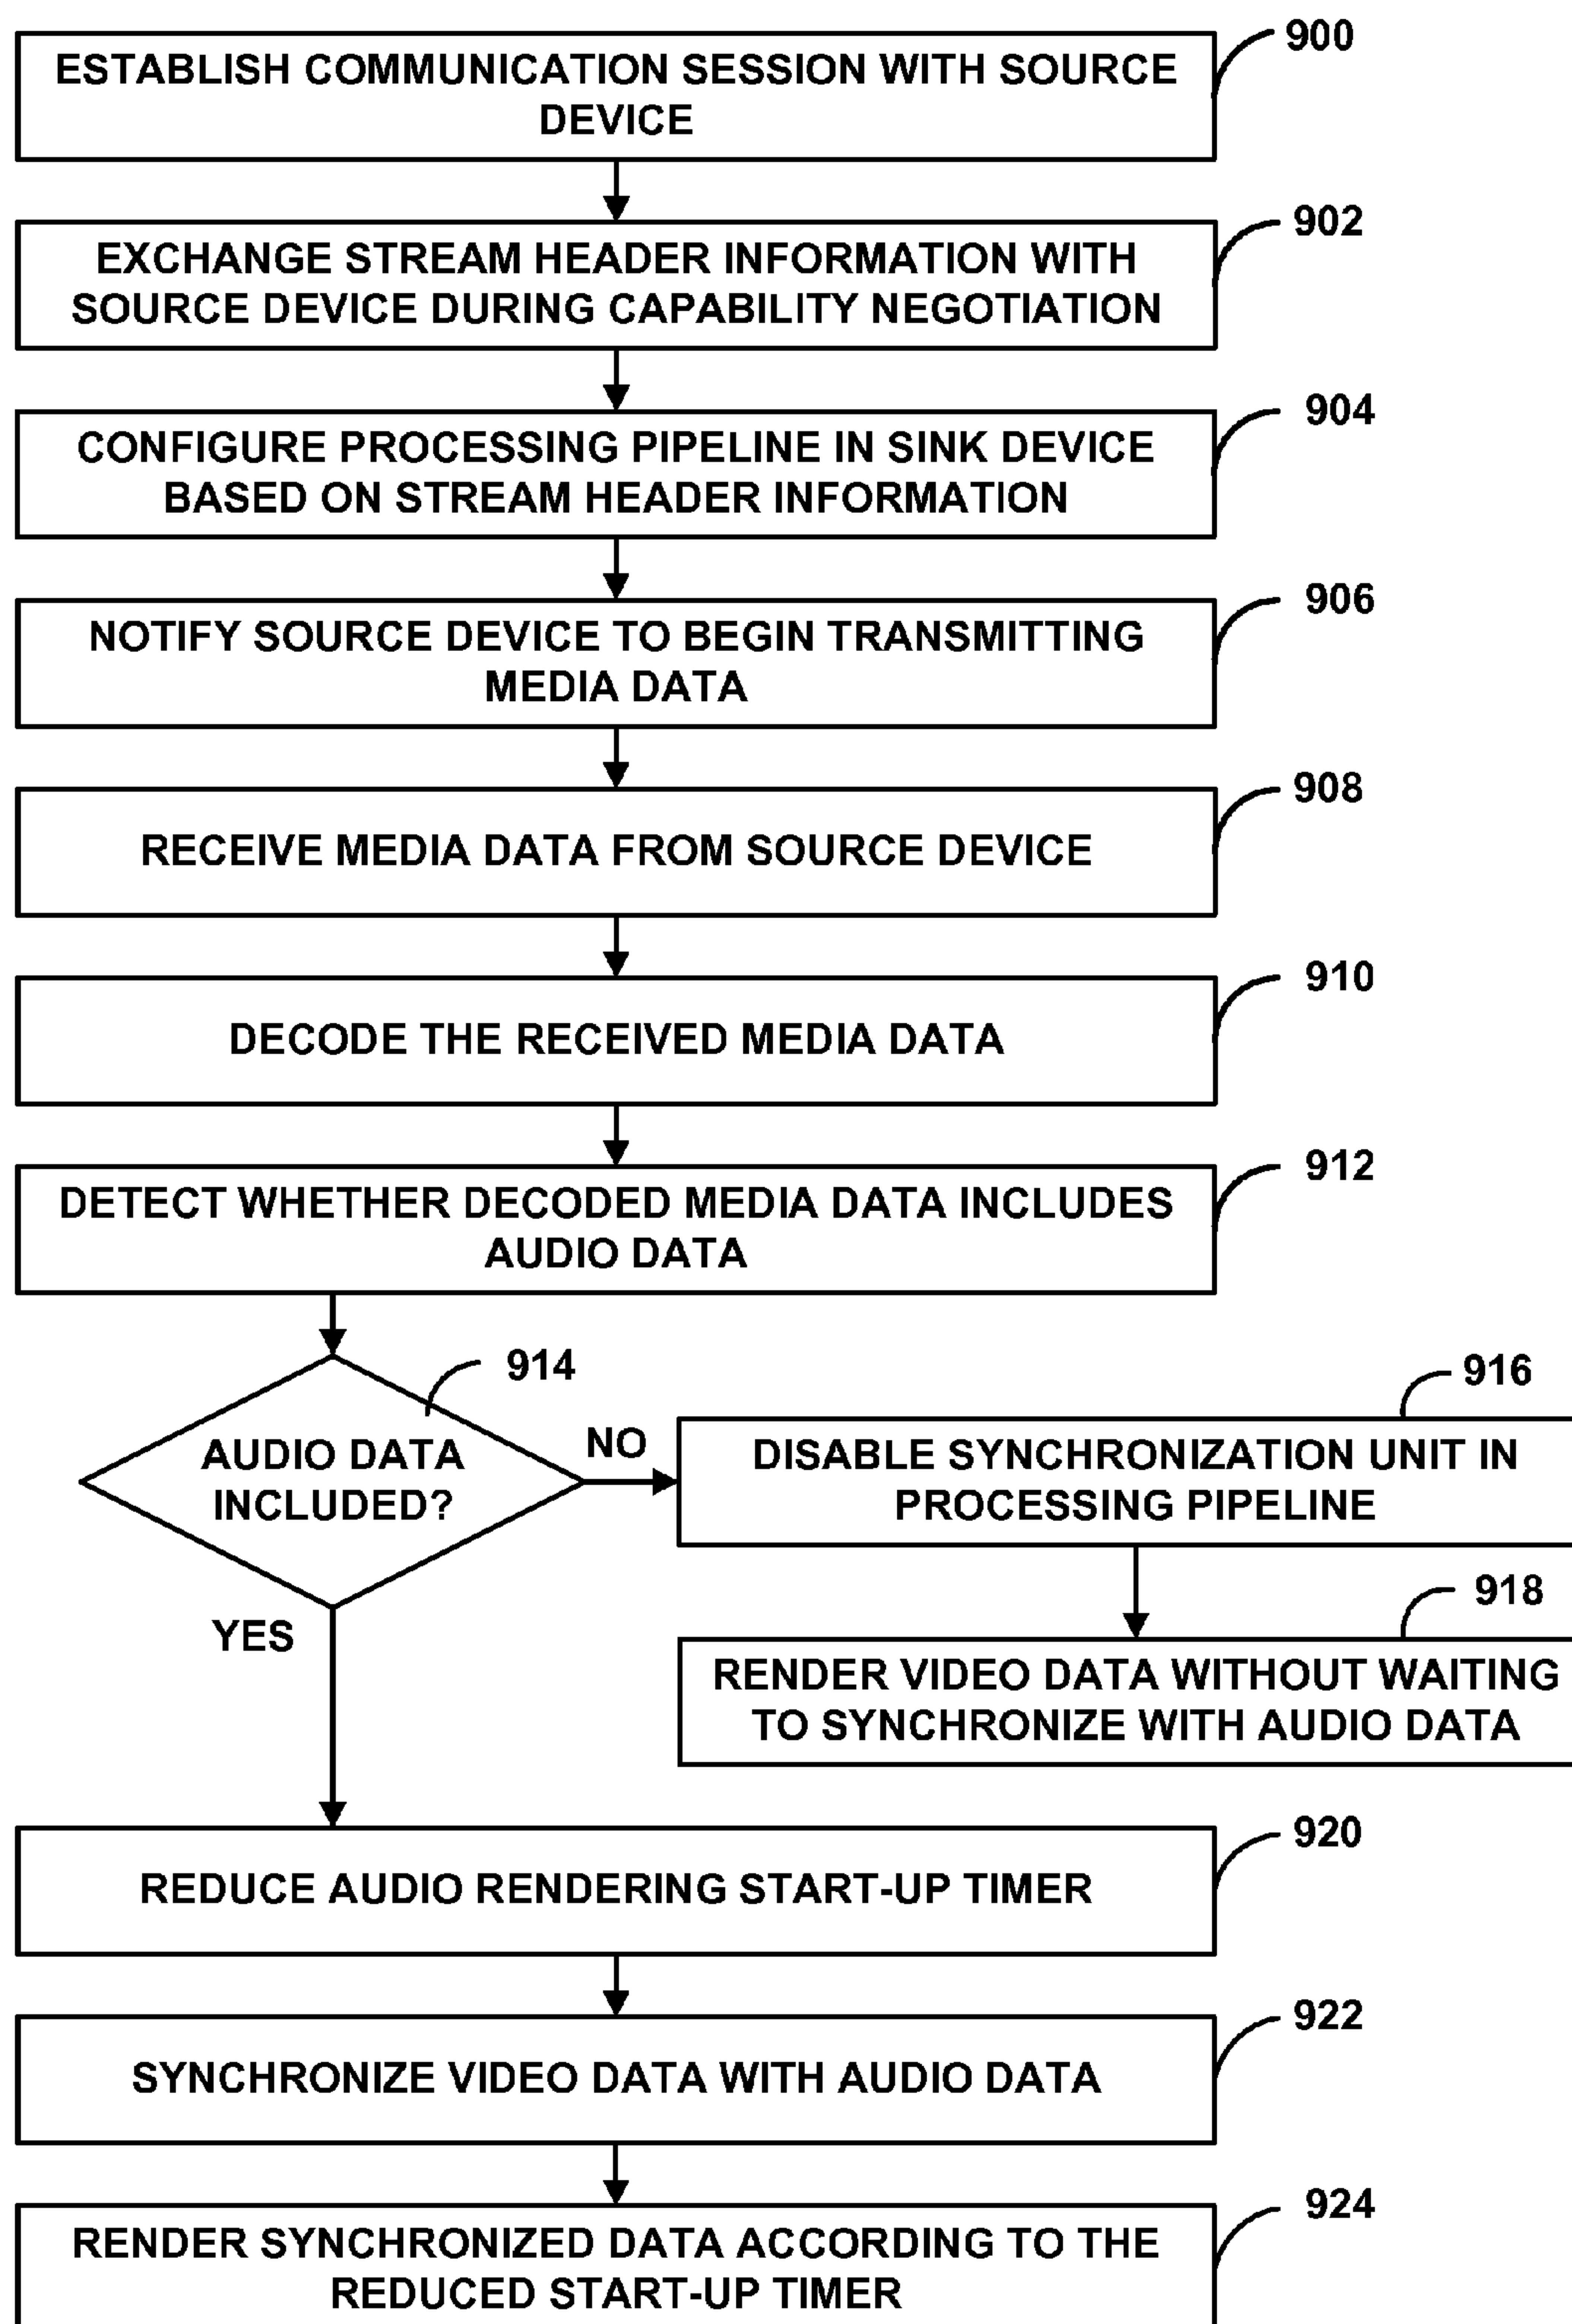 900
ESTABLISH COMMUNICATION SESSION WITH SOURCE
DEVICE
902
EXCHANGE STREAM HEADER INFORMATION WITH
SOURCE DEVICE DURING CAPABILITY NEGOTIATION
904
CONFIGURE PROCESSING PIPELINE IN SINK DEVICE
BASED ON STREAM HEADER INFORMATION
906
NOTIFY SOURCE DEVICE TO BEGIN TRANSMITTING
MEDIA DATA
908
RECEIVE MEDIA DATA FROM SOURCE DEVICE
910
DECODE THE RECEIVED MEDIA DATA
912
DETECT WHETHER DECODED MEDIA DATA INCLUDES
AUDIO DATA
914
AUDIO DATA
INCLUDED?
NO
916
DISABLE SYNCHRONIZATION UNIT IN
PROCESSING PIPELINE
918
RENDER VIDEO DATA WITHOUT WAITING
TO SYNCHRONIZE WITH AUDIO DATA
YES
920
REDUCE AUDIO RENDERING START-UP TIMER
922
SYNCHRONIZE VIDEO DATA WITH AUDIO DATA
924
RENDER SYNCHRONIZED DATA ACCORDING TO THE
REDUCED START-UP TIMER